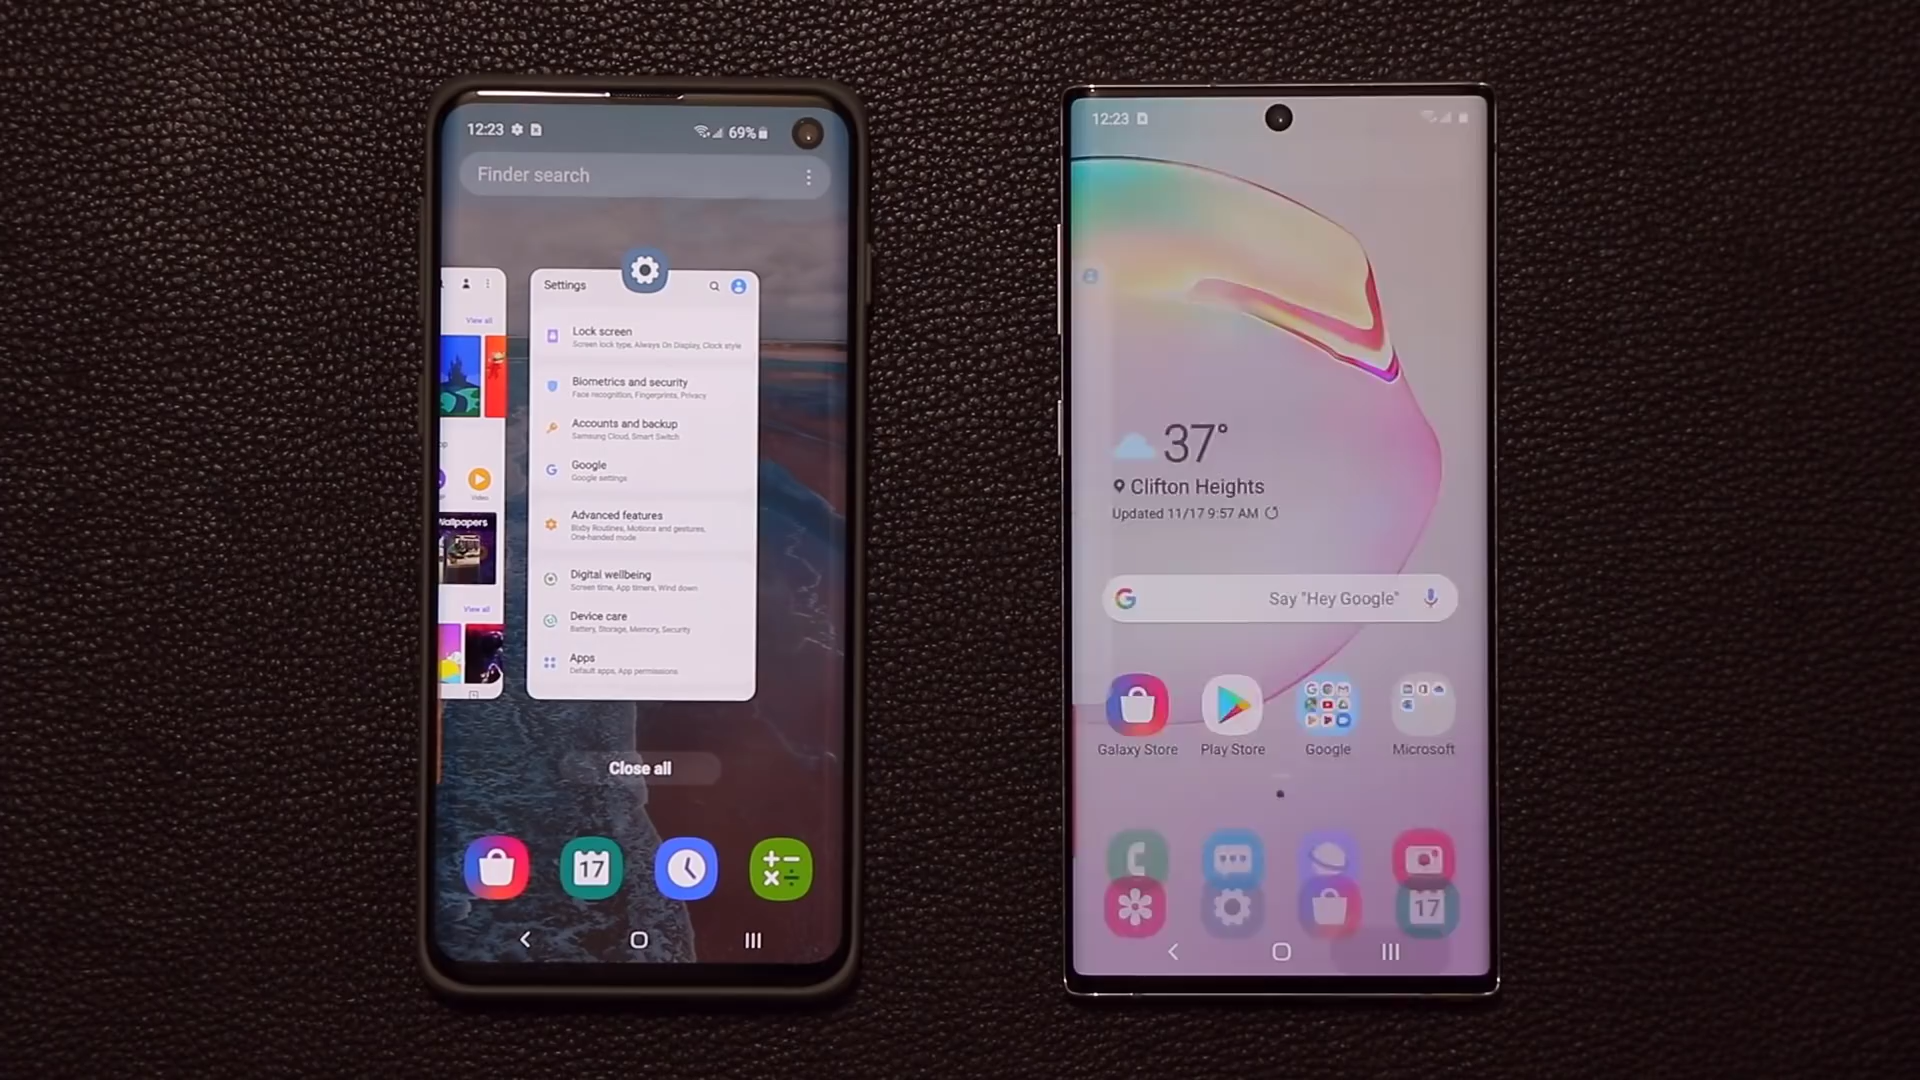 12:23
69%
Finder search
View all
Video
Wallpapers
View all
Settings
Lock screen
Screen lock type, Always On Display, Clock style
Biometrics and security
Face recognition, Fingerprints, Privacy
Accounts and backup
Samsung Cloud, Smart Switch
Google
Google settings
Advanced features
Bixby Routines, Motions and gestures,
One-handed mode
Digital wellbeing
Screen time, App timers, Wind down
Device care
Battery, Storage, Memory, Security
Apps
Default apps, App permissions
Close all
17
12:23
37°
Clifton Heights
Updated 11/17 9:57 AM
Say "Hey Google"
Galaxy Store
Play Store
Google
Microsoft
17